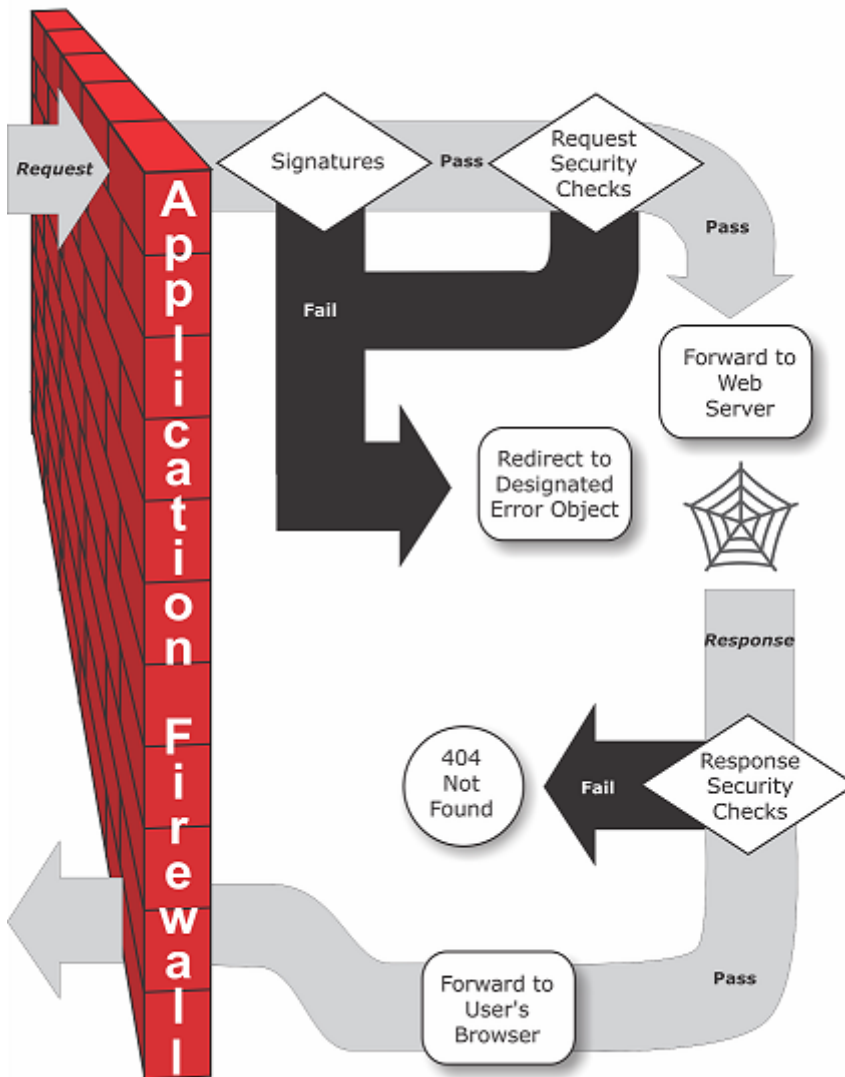 Request
Application Firewall
Signatures
Pass
Request
Security
Checks
Pass
Fail
Forward to
Web
Server
Redirect to
Designated
Error Object
Response
404
Not
Found
Fail
Response
Security
Checks
Forward to
User's
Browser
Pass